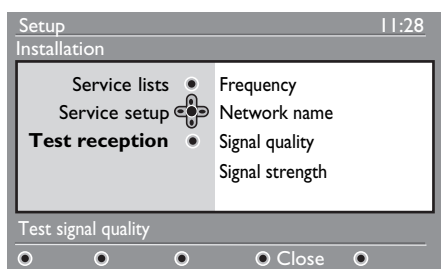 Setup 11:28
Installation
Service lists Frequency
Service setup Network name
Test reception Signal quality
Signal strength
Test signal quality
Close